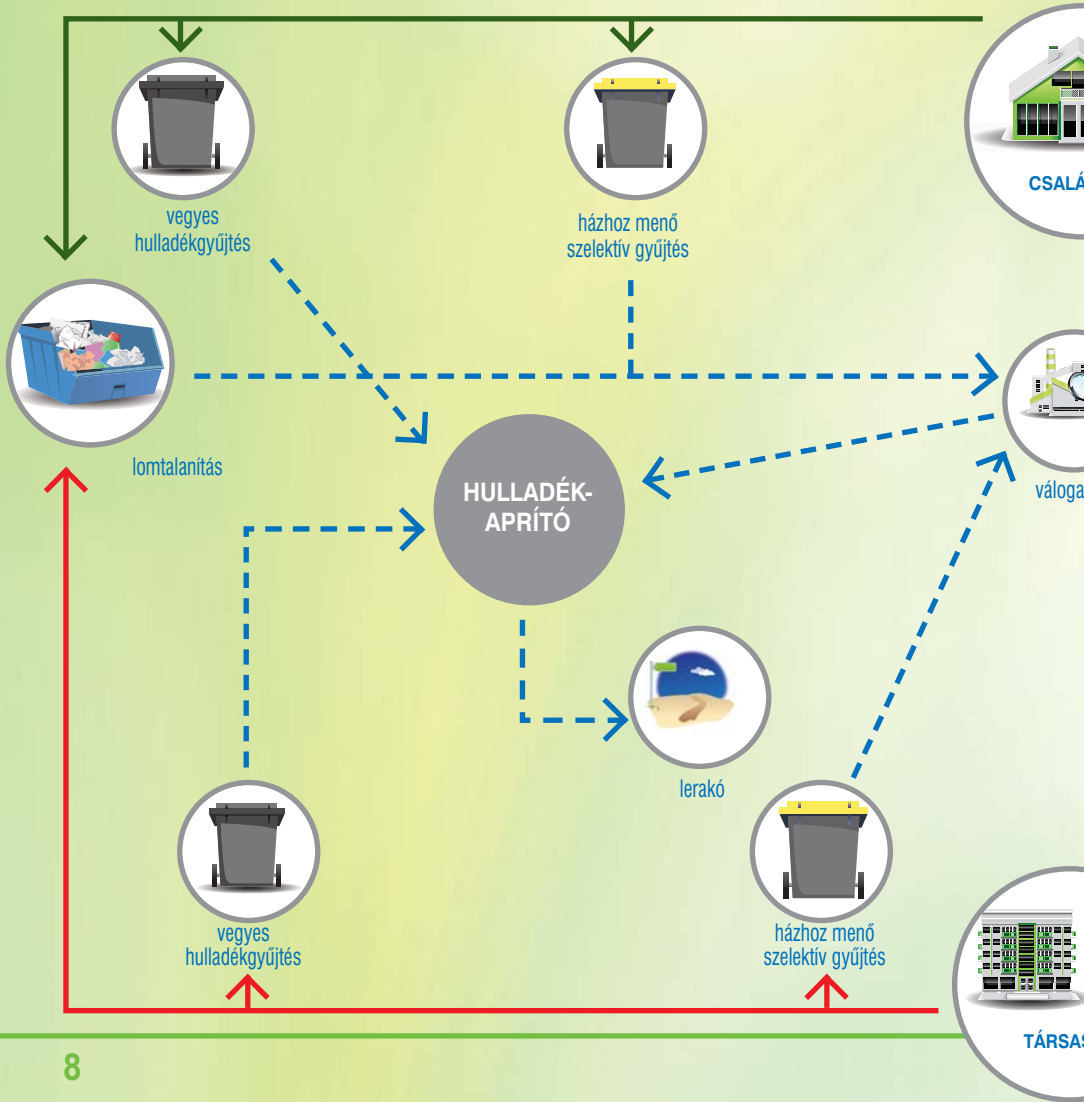 vegyes
hulladékgyűjtés
házhoz menő
szelektív gyűjtés
CSALÁ
lomtalanítás
HULLADÉK-
APRÍTÓ
váloga
lerakó
vegyes
hulladékgyűjtés
házhoz menő
szelektív gyűjtés
TÁRSAS
8